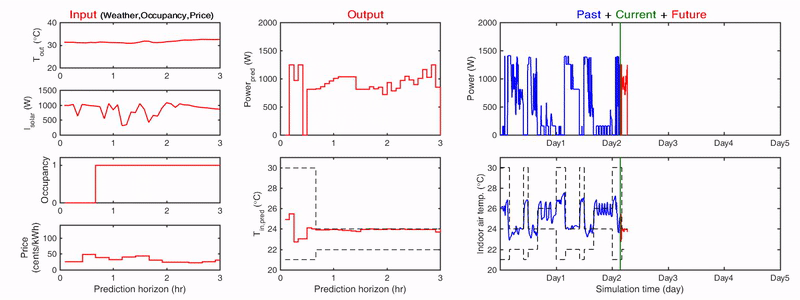 Input (Weather,Occupancy,Price)
T_out (°C)
40
30
20
0 1 2 3
I_solar (W)
1500
1000
500
0
0 1 2 3
Occupancy
1
0
0 1 2 3
Price
(cents/kWh)
100
50
0
0 1 2 3
Prediction horizon (hr)
Output
Power_pred (W)
2000
1500
1000
500
0
0 1 2 3
T_in,pred (°C)
30
28
26
24
22
20
0 1 2 3
Prediction horizon (hr)
Past + Current + Future
Power (W)
2000
1500
1000
500
0
Day1 Day2 Day3 Day4 Day5
Indoor air temp. (°C)
30
28
26
24
22
20
Day1 Day2 Day3 Day4 Day5
Simulation time (day)